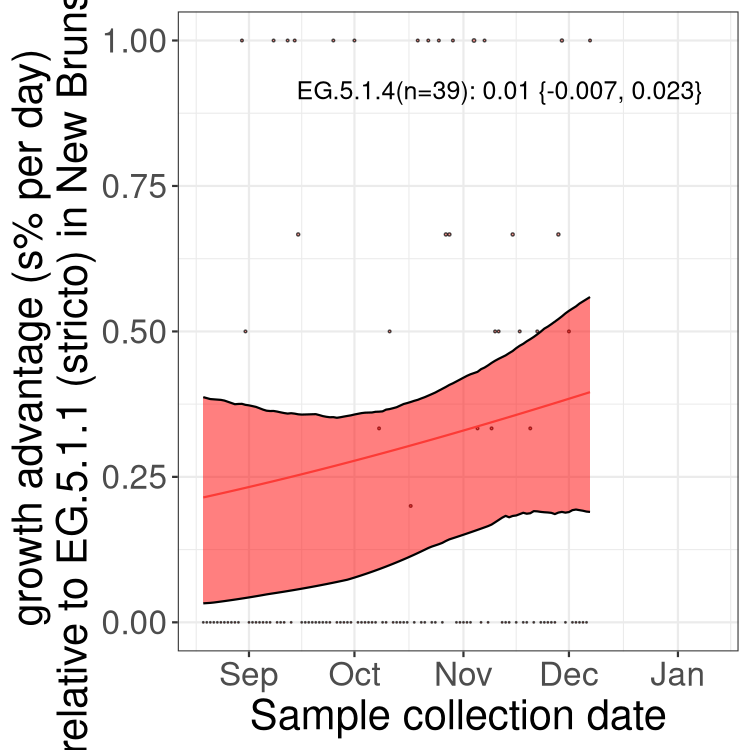 growth advantage (s% per day)
relative to EG.5.1.1 (stricto) in New Bruns
1.00
0.75
0.50
0.25
0.00
EG.5.1.4(n=39): 0.01 {-0.007, 0.023}
Sep Oct Nov Dec Jan
Sample collection date